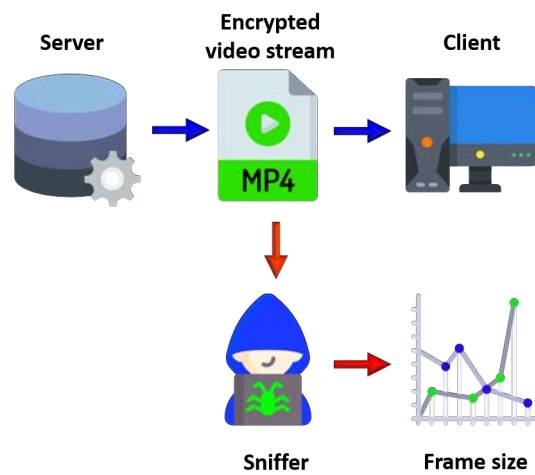 Server
Encrypted
video stream
Client
MP4
Sniffer
Frame size